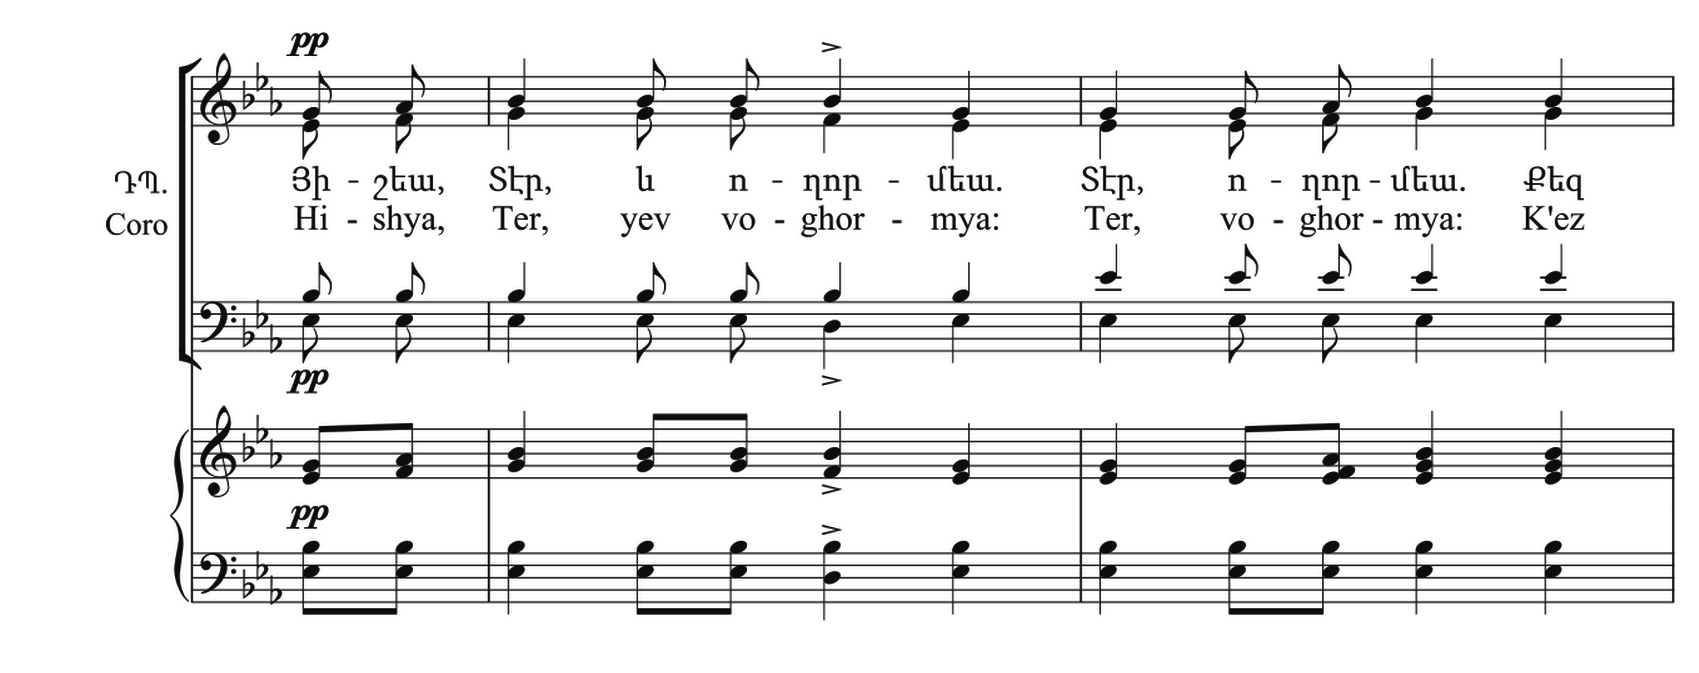 pp
ԴՊ. Յի - շեա, Տէր, և ո - ղոր - մեա. Տէր, ո - ղոր - մեա. Քեզ
Coro Hi - shya, Ter, yev vo - ghor - mya: Ter, vo - ghor - mya: K'ez
pp
pp